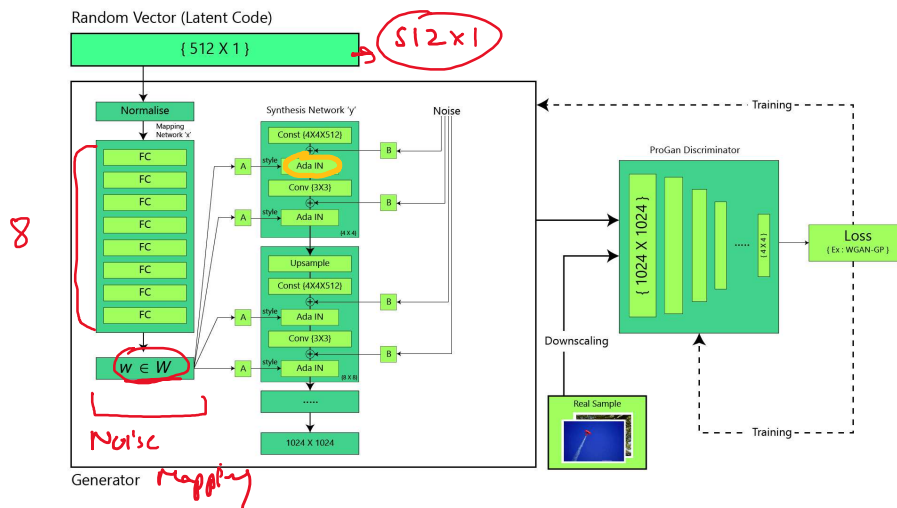 Random Vector (Latent Code)
{ 512 X 1 }
512x1
Normalise
Mapping
Network 'x'
FC
FC
FC
FC
FC
FC
FC
FC
8
w ∈ W
Noise
Mapping
Generator
Synthesis Network 'y'
Noise
Const (4X4X512)
B
A
style
Ada IN
Conv (3X3)
B
A
style
Ada IN
(4 X 4)
Upsample
Const (4X4X512)
B
A
style
Ada IN
Conv (3X3)
B
A
style
Ada IN
(8 X 8)
.....
1024 X 1024
Training
ProGan Discriminator
{ 1024 X 1024 }
.....
{ 4 X 4 }
Loss
{ Ex : WGAN-GP }
Downscaling
Real Sample
Training